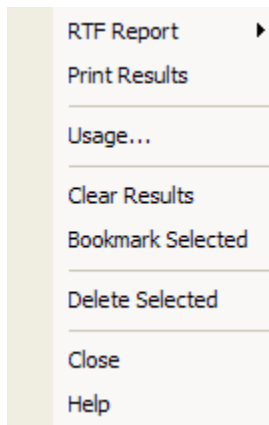 RTF Report
Print Results
Usage...
Clear Results
Bookmark Selected
Delete Selected
Close
Help